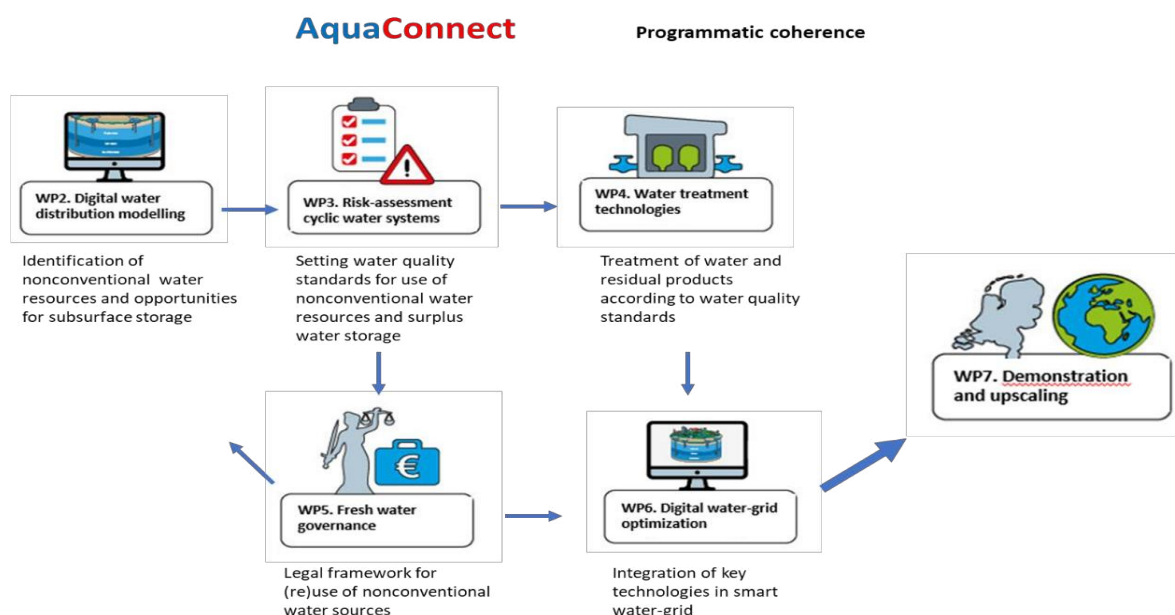 AquaConnect
Programmatic coherence
WP2. Digital water
distribution modelling
Identification of
nonconventional water
resources and opportunities
for subsurface storage
WP3. Risk-assessment
cyclic water systems
Setting water quality
standards for use of
nonconventional water
resources and surplus
water storage
WP4. Water treatment
technologies
Treatment of water and
residual products
according to water quality
standards
WP5. Fresh water
governance
Legal framework for
(re)use of nonconventional
water sources
€
WP6. Digital water-grid
optimization
Integration of key
technologies in smart
water-grid
WP7. Demonstration
and upscaling